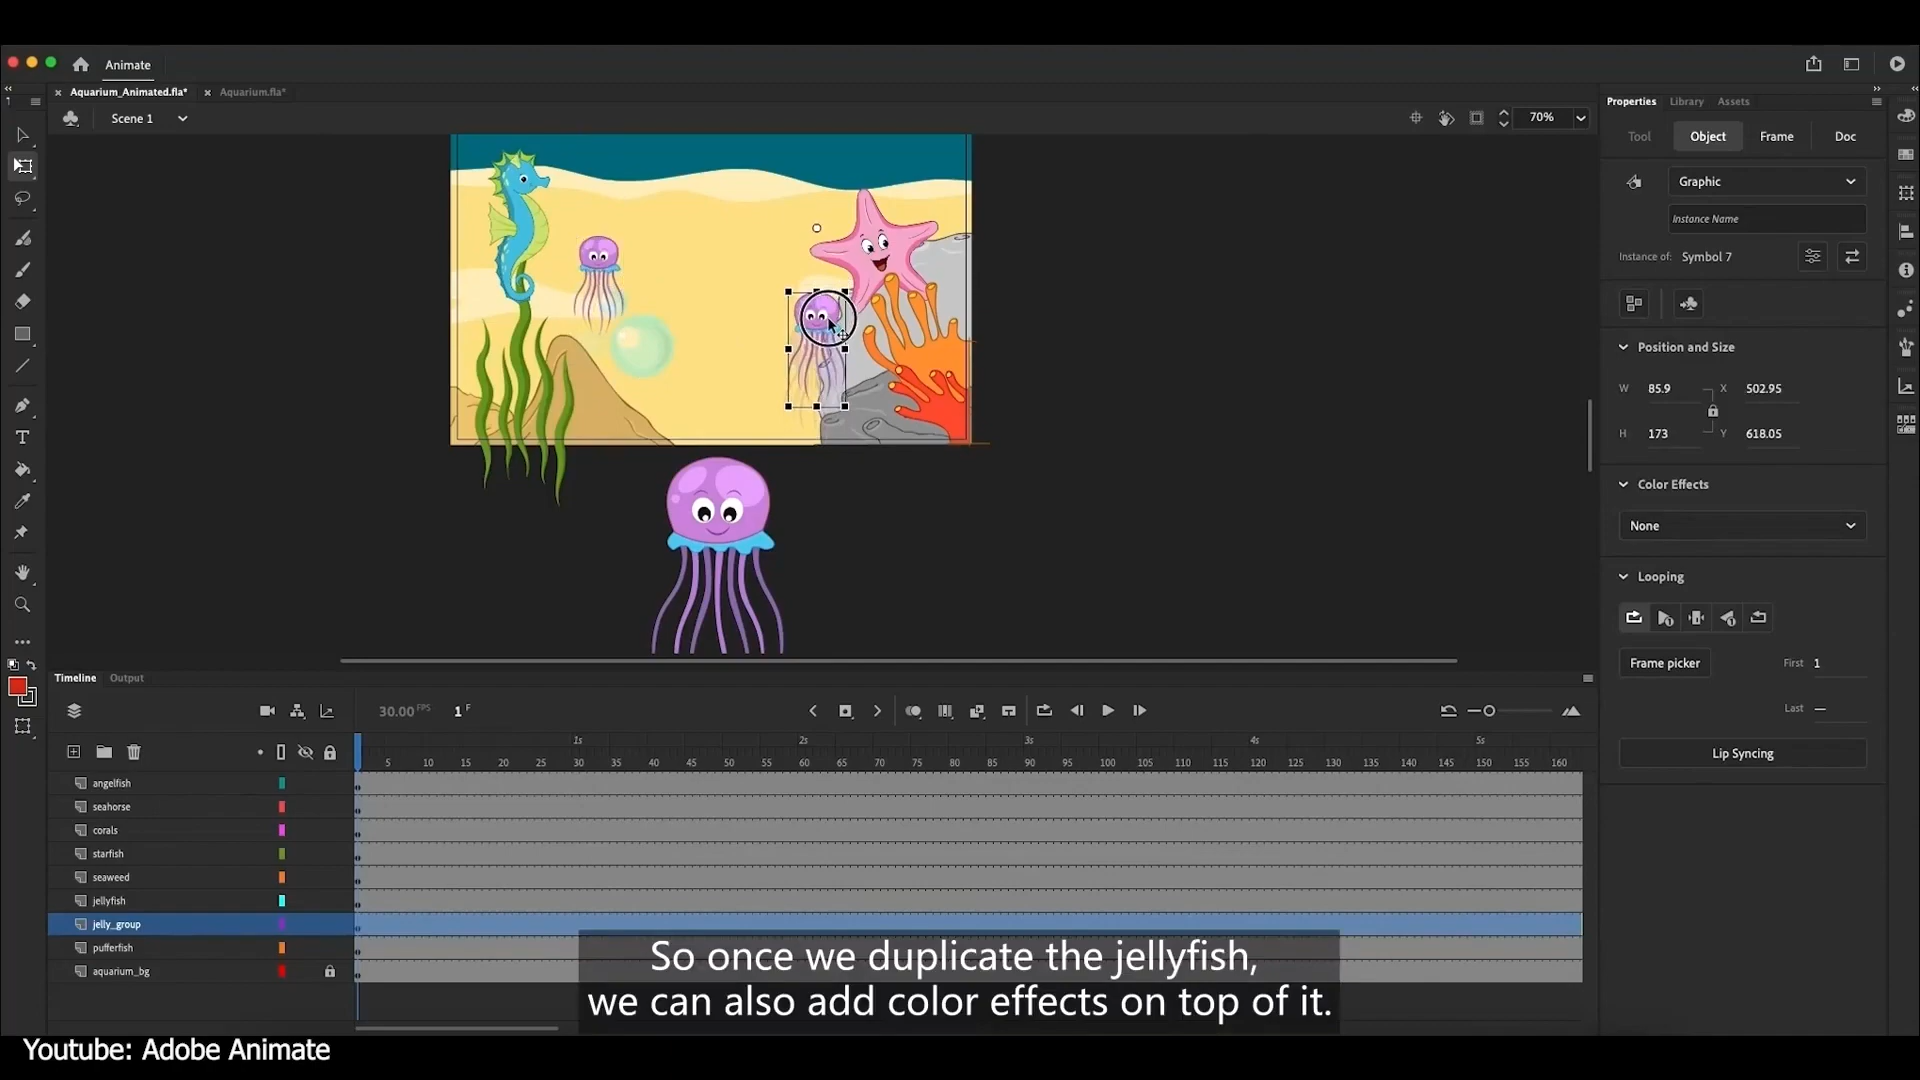 Animate
Aquarium_Animated.fla*
Aquarium.fla*
Scene 1
70%
Properties
Library
Assets
Tool
Object
Frame
Doc
Graphic
Instance Name
Instance of:
Symbol 7
Position and Size
W 85.9 X 502.95
H 173 Y 618.05
Color Effects
None
Looping
Frame picker
First 1
Last —
Lip Syncing
Timeline
Output
30.00 FPS
1 F
1s 2s 3s 4s 5s
5 10 15 20 25 30 35 40 45 50 55 60 65 70 75 80 85 90 95 100 105 110 115 120 125 130 135 140 145 150 155 160
angelfish
seahorse
corals
starfish
seaweed
jellyfish
jelly_group
pufferfish
aquarium_bg
So once we duplicate the jellyfish,
we can also add color effects on top of it.
Youtube: Adobe Animate